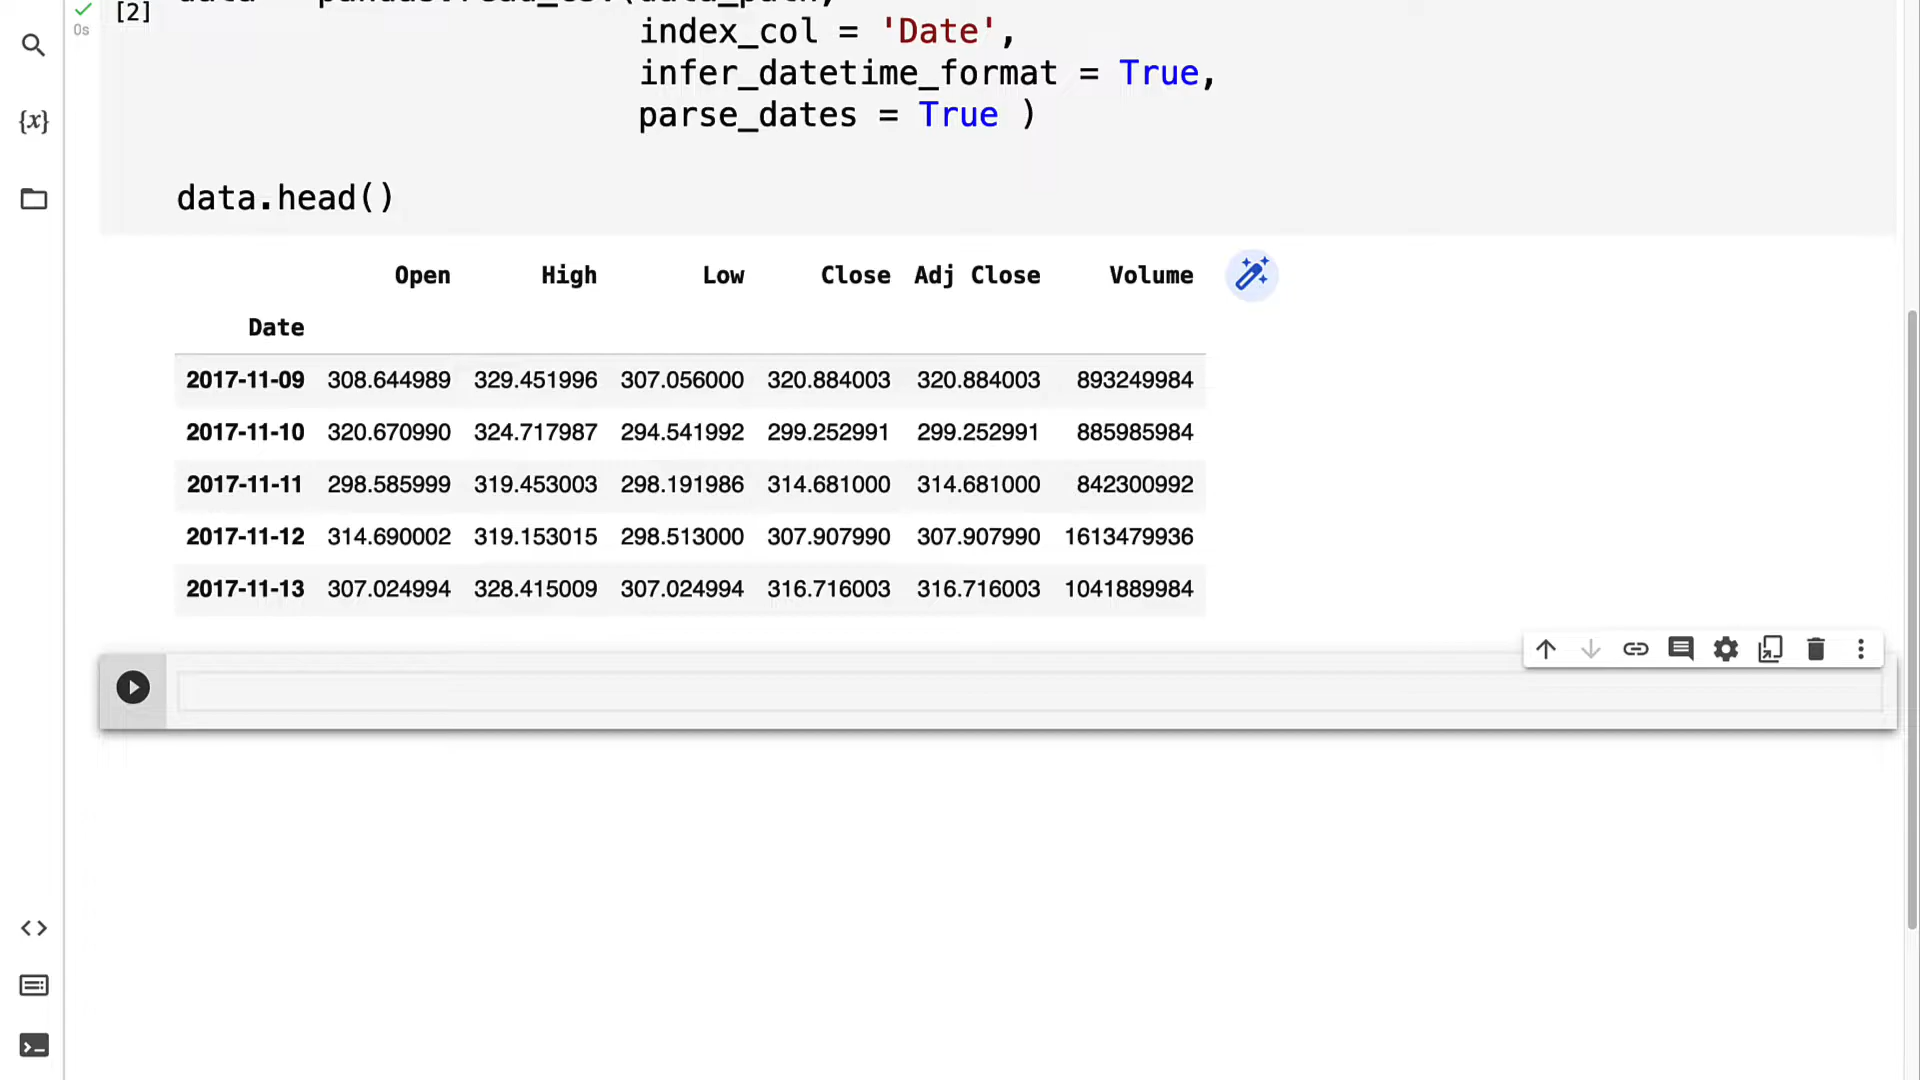 [2]
0s
index_col = 'Date',
infer_datetime_format = True,
parse_dates = True )
data.head()
Open High Low Close Adj Close Volume
Date
2017-11-09 308.644989 329.451996 307.056000 320.884003 320.884003 893249984
2017-11-10 320.670990 324.717987 294.541992 299.252991 299.252991 885985984
2017-11-11 298.585999 319.453003 298.191986 314.681000 314.681000 842300992
2017-11-12 314.690002 319.153015 298.513000 307.907990 307.907990 1613479936
2017-11-13 307.024994 328.415009 307.024994 316.716003 316.716003 1041889984